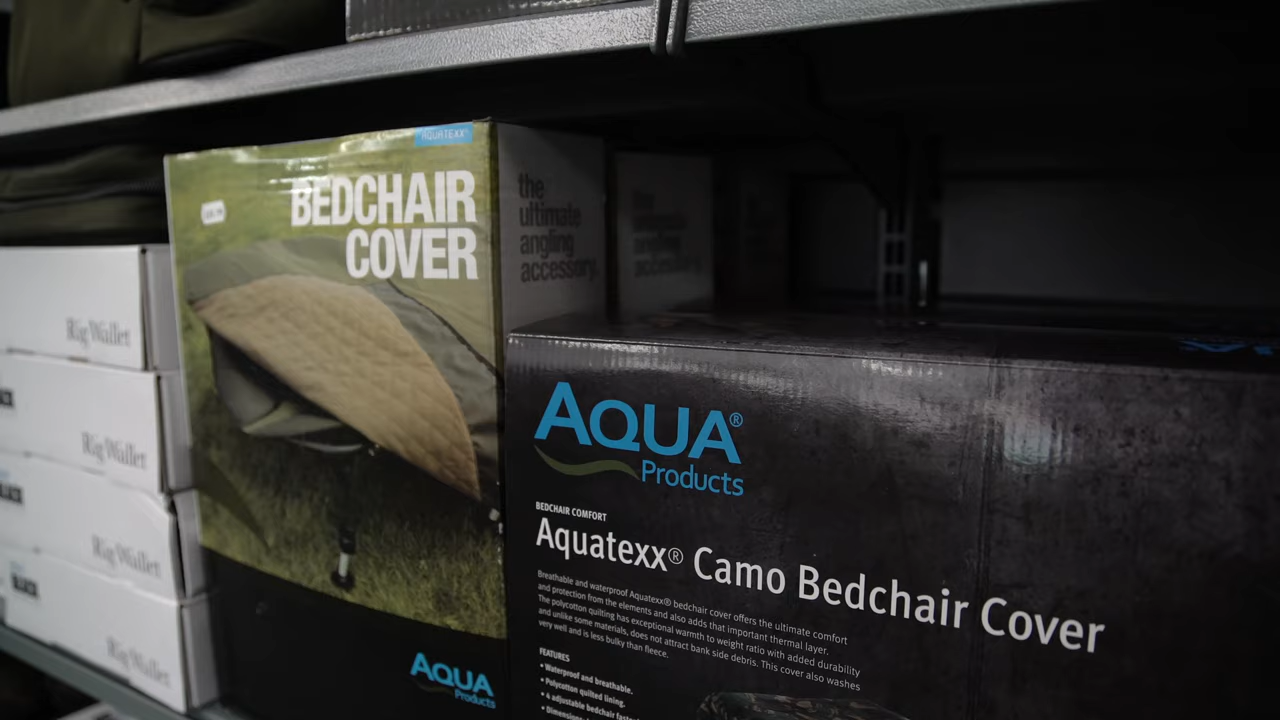 Rig Wallet
Rig Wallet
Rig Wallet
BLACK
Rig Wallet
AQUATEXX®
BEDCHAIR
COVER
AQUA
Products
the
ultimate
angling
accessory.
AQUA®
Products
BEDCHAIR COMFORT
Aquatexx® Camo Bedchair Cover
Breathable and waterproof Aquatexx® bedchair cover offers the ultimate comfort
and protection from the elements and also adds that important thermal layer.
The polycotton quilting has exceptional warmth to weight ratio with added durability
and unlike some materials, does not attract bank side debris. This cover also washes
very well and is less bulky than fleece.
FEATURES
• Waterproof and breathable.
• Polycotton quilted lining.
• 4 adjustable bedchair